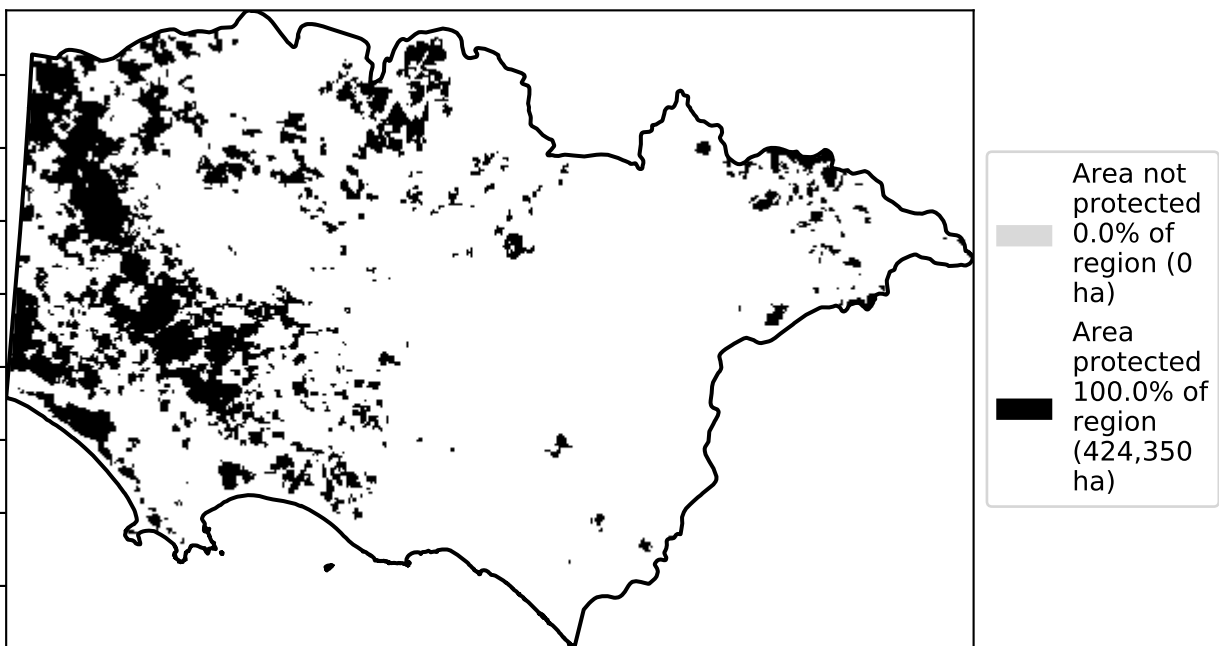 Area not
protected
0.0% of
region (0
ha)
Area
protected
100.0% of
region
(424,350
ha)